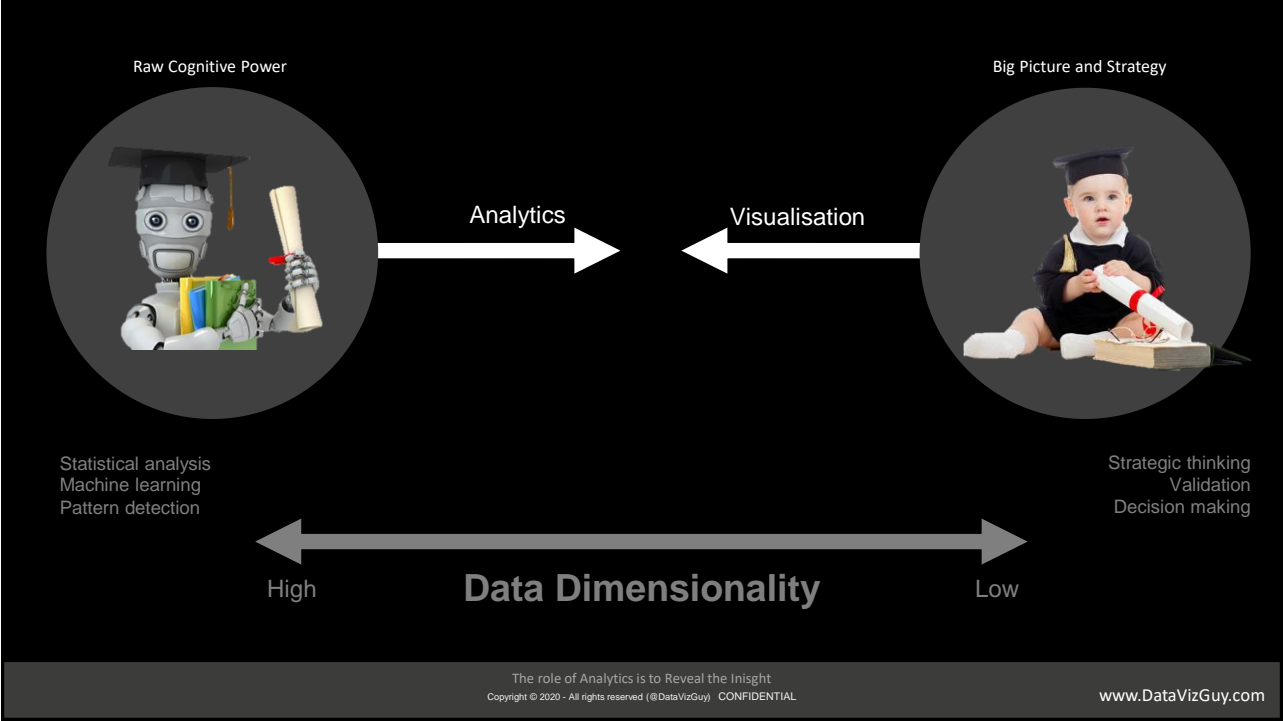 Raw Cognitive Power
Big Picture and Strategy
Analytics
Visualisation
Statistical analysis
Machine learning
Pattern detection
Strategic thinking
Validation
Decision making
High
Data Dimensionality
Low
The role of Analytics is to Reveal the Inisght
Copyright © 2020 - All rights reserved (@DataVizGuy) CONFIDENTIAL
www.DataVizGuy.com